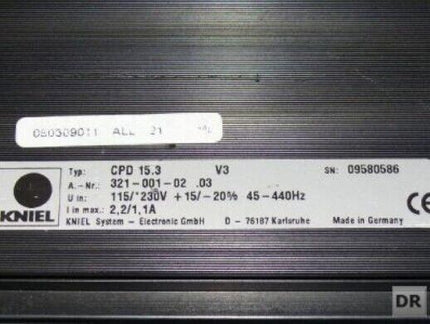 080309011 ALL 21
Typ: CPD 15.3 V3 SN: 09580586
A.-Nr.: 321-001-02 .03
U in: 115/*230V +15/-20% 45-440Hz
I in max.: 2,2/1,1A
KNIEL
KNIEL System - Electronic GmbH D - 76187 Karlsruhe Made in Germany
CE
DR